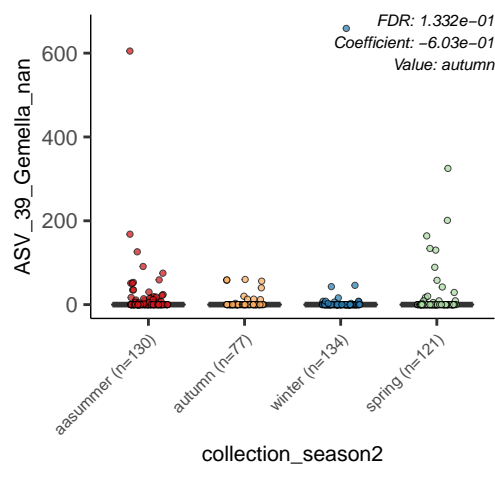 FDR: 1.332e−01
Coefficient: −6.03e−01
Value: autumn
ASV_39_Gemella_nan
600
400
200
0
aasummer (n=130)
autumn (n=77)
winter (n=134)
spring (n=121)
collection_season2